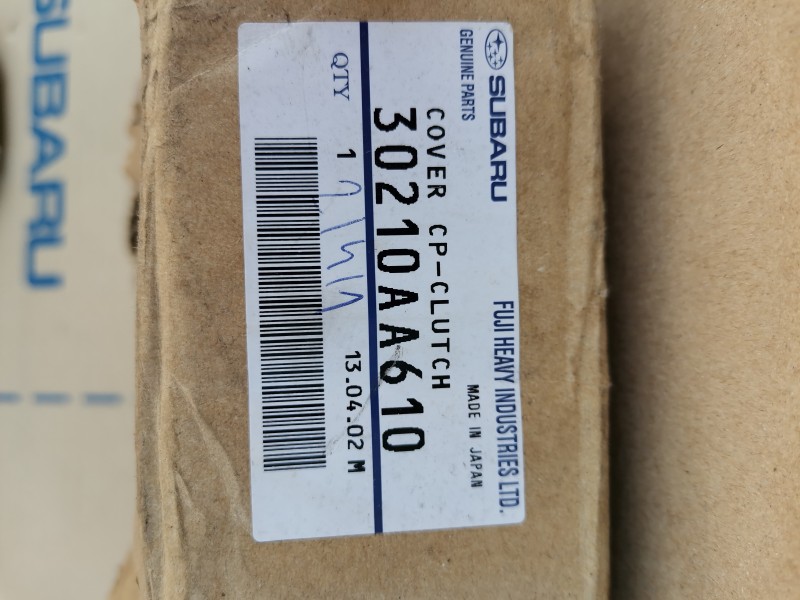 SUBARU
SUBARU
FUJI HEAVY INDUSTRIES LTD.
GENUINE PARTS
MADE IN JAPAN
COVER CP-CLUTCH
30210AA610
QTY 1
13.04.02 M